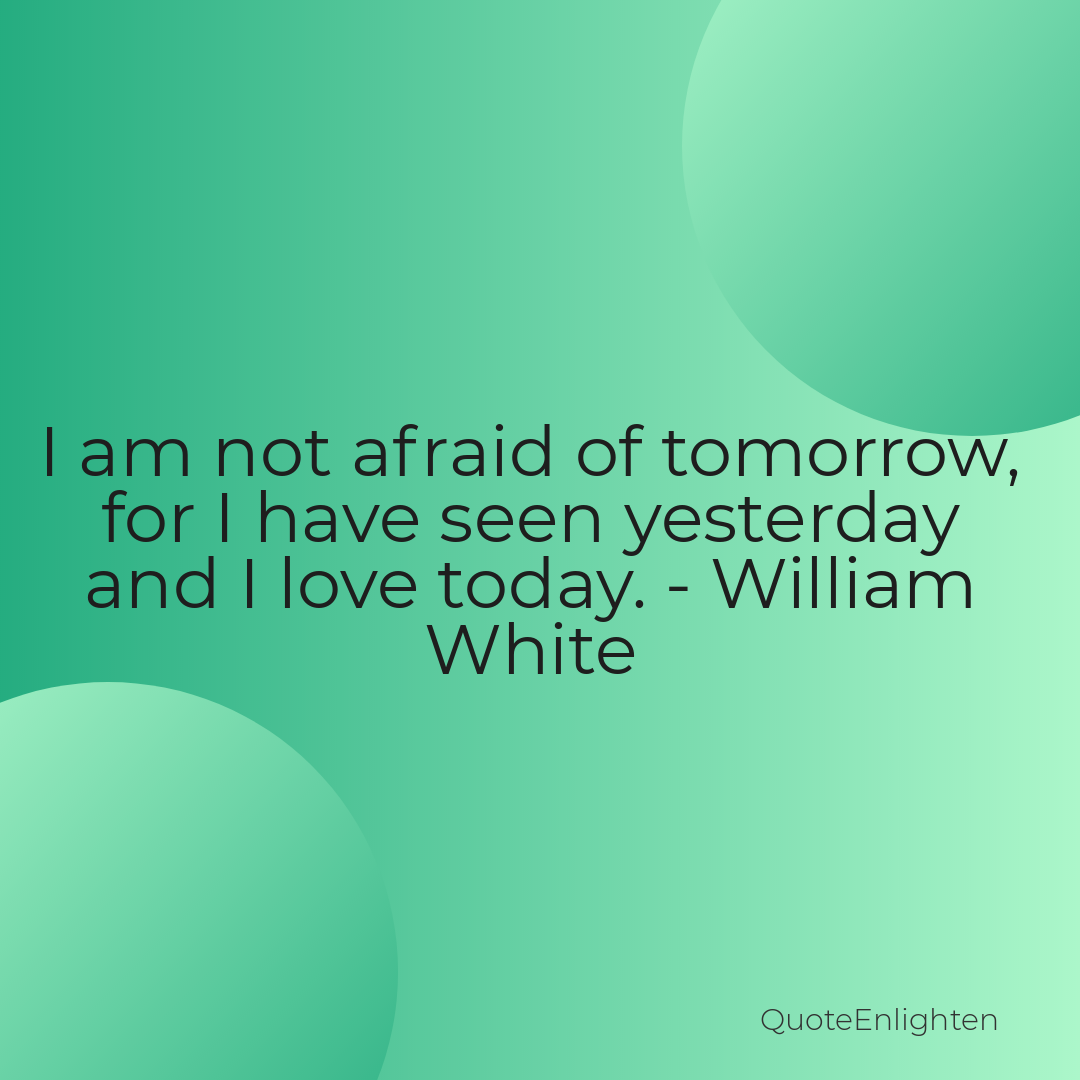 I am not afraid of tomorrow,
for I have seen yesterday
and I love today. - William
White
QuoteEnlighten